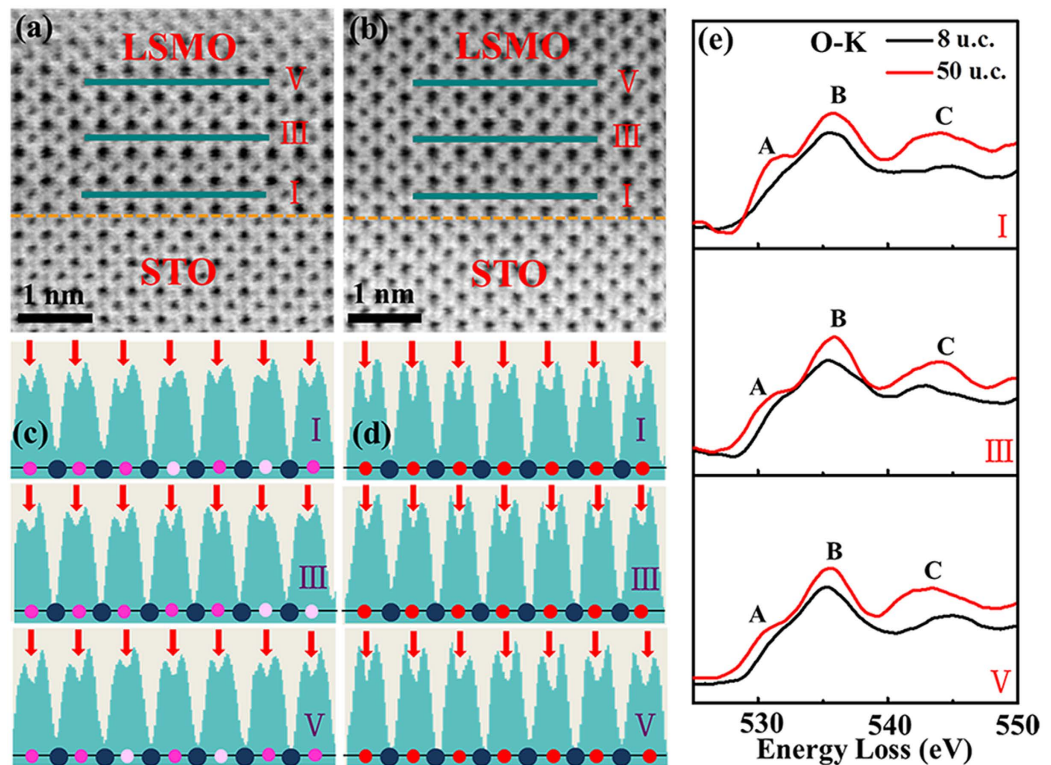 (a)
LSMO
V
III
I
STO
1 nm
(b)
LSMO
V
III
I
STO
1 nm
(c)
I
III
V
(d)
I
III
V
(e)
O-K
8 u.c.
50 u.c.
A
B
C
I
A
B
C
III
A
B
C
V
530 540 550
Energy Loss (eV)